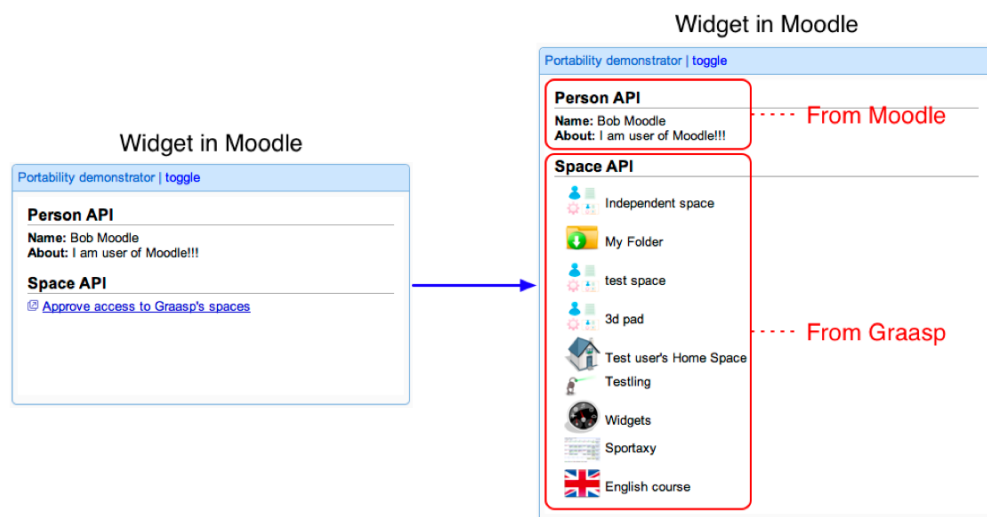 Widget in Moodle
Portability demonstrator | toggle
Person API
Name: Bob Moodle
About: I am user of Moodle!!!
Space API
Approve access to Graasp's spaces
Widget in Moodle
Portability demonstrator | toggle
Person API
Name: Bob Moodle
About: I am user of Moodle!!!
From Moodle
Space API
Independent space
My Folder
test space
3d pad
From Graasp
Test user's Home Space
Testling
Widgets
Sportaxy
English course